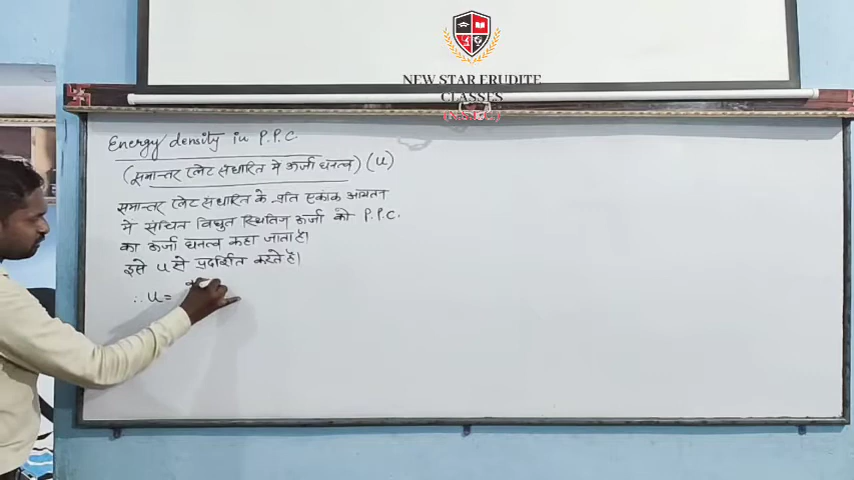 NEW STAR ERUDITE
CLASSES
Energy density in P.P.C.
(समान्तर प्लेट संधारित्र में ऊर्जा घनत्व) (u)
समान्तर प्लेट संधारित्र के प्रति एकांक आयतन
में संचित विद्युत स्थितिज ऊर्जा को P.P.C.
का ऊर्जा घनत्व कहा जाता है।
इसे u से प्रदर्शित करते है।
∴ u =